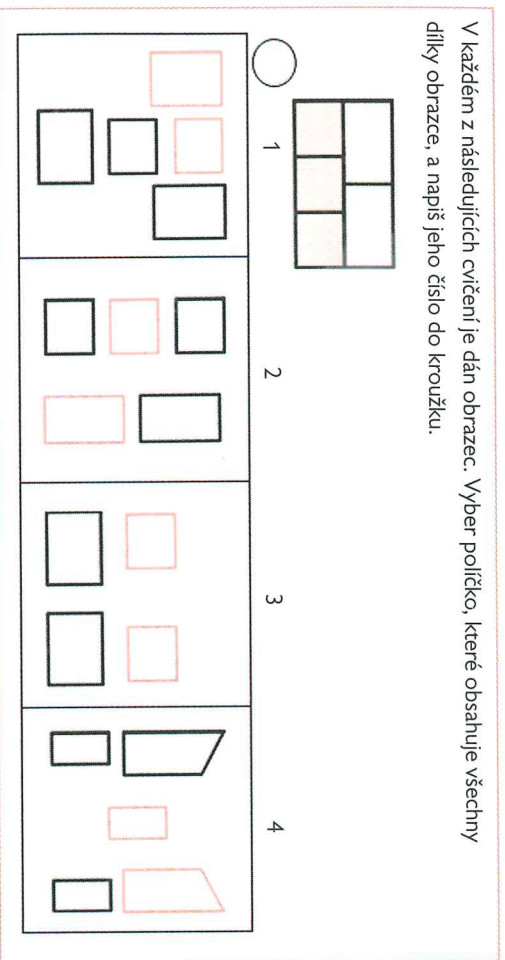 V každém z následujících cvičení je dán obrazec. Vyber políčko, které obsahuje všechny
dílky obrazce, a napiš jeho číslo do kroužku.
1
2
3
4